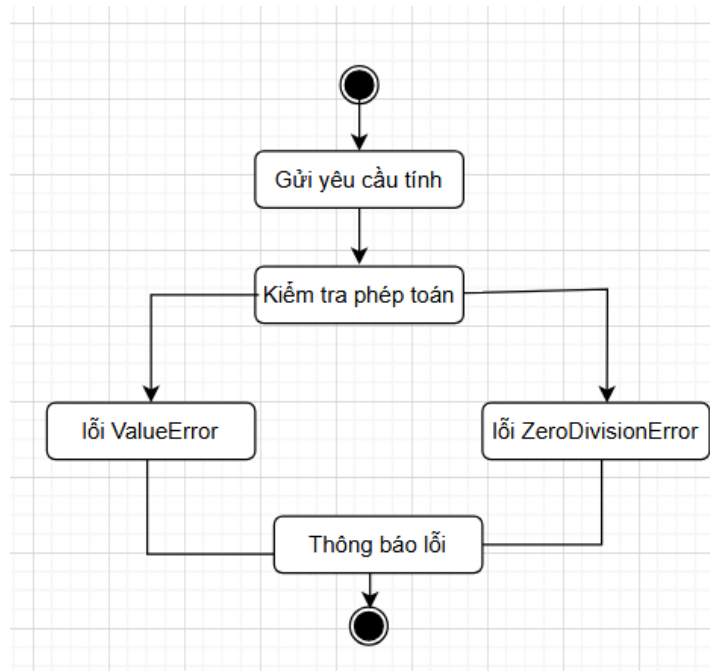 Gửi yêu cầu tính
Kiểm tra phép toán
lỗi ValueError
lỗi ZeroDivisionError
Thông báo lỗi